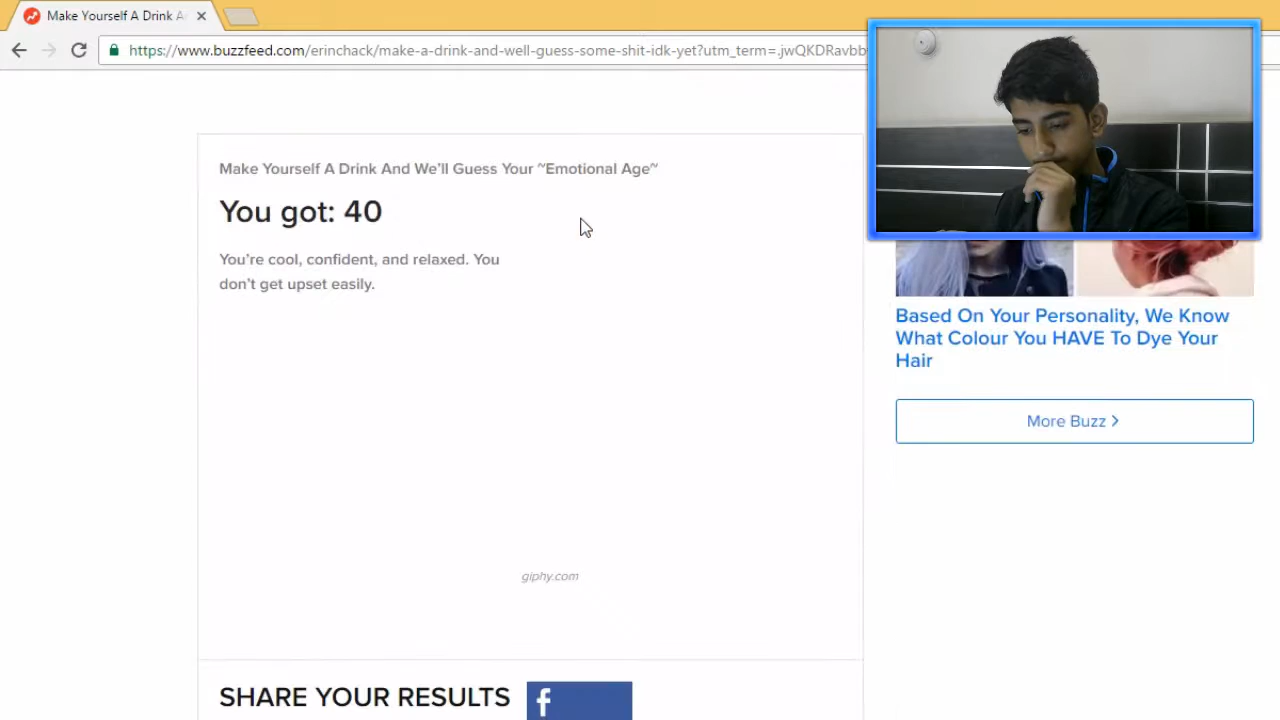 Make Yourself A Drink A
https://www.buzzfeed.com/erinchack/make-a-drink-and-well-guess-some-shit-idk-yet?utm_term=.jwQKDRavbb
Make Yourself A Drink And We'll Guess Your ~Emotional Age~
You got: 40
You're cool, confident, and relaxed. You
don't get upset easily.
giphy.com
SHARE YOUR RESULTS
f
Based On Your Personality, We Know
What Colour You HAVE To Dye Your
Hair
More Buzz >